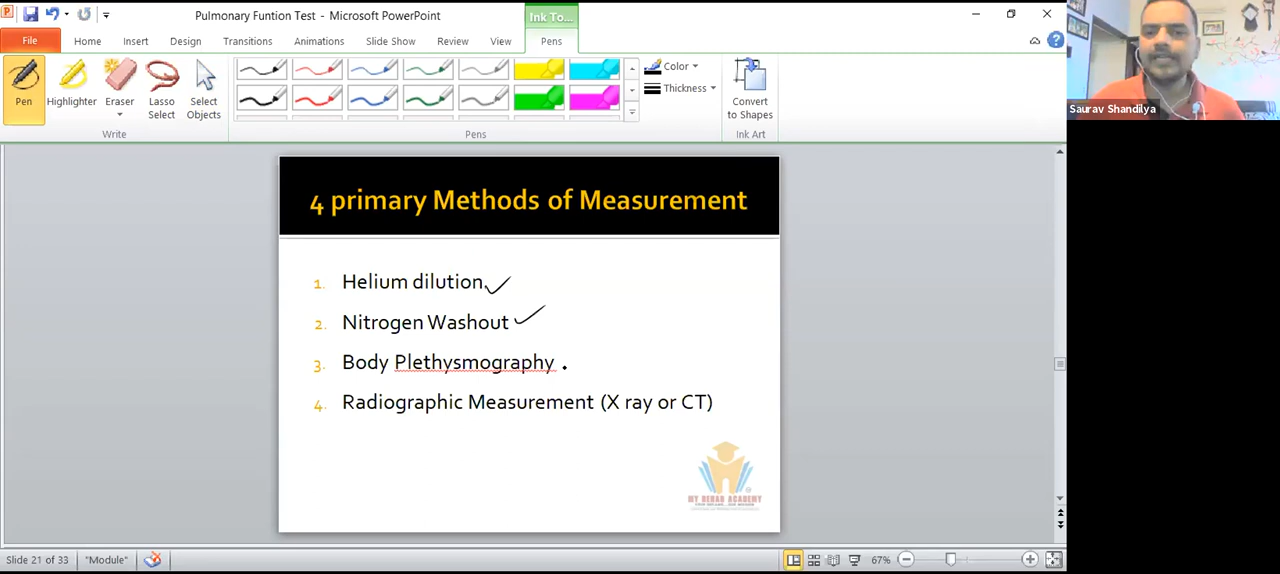 Pulmonary Funtion Test - Microsoft PowerPoint
Ink To...
File Home Insert Design Transitions Animations Slide Show Review View Pens
Pen Highlighter Eraser Lasso Select Select Objects
Color
Thickness
Convert to Shapes
Write Pens Ink Art
Saurav Shandilya
4 primary Methods of Measurement
1. Helium dilution
2. Nitrogen Washout
3. Body Plethysmography
4. Radiographic Measurement (X ray or CT)
MY REHAB ACADEMY
Slide 21 of 33 "Module" 67%